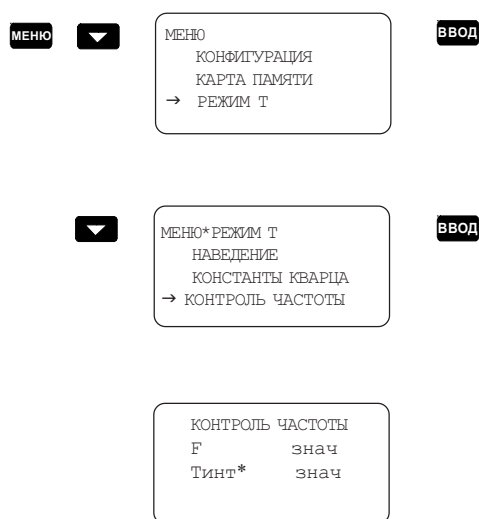 МЕНЮ
МЕНЮ
ВВОД
КОНФИГУРАЦИЯ
КАРТА ПАМЯТИ
→ РЕЖИМ Т
МЕНЮ*РЕЖИМ Т
ВВОД
НАВЕДЕНИЕ
КОНСТАНТЫ КВАРЦА
→ КОНТРОЛЬ ЧАСТОТЫ
КОНТРОЛЬ ЧАСТОТЫ
F знач
Тинт* знач